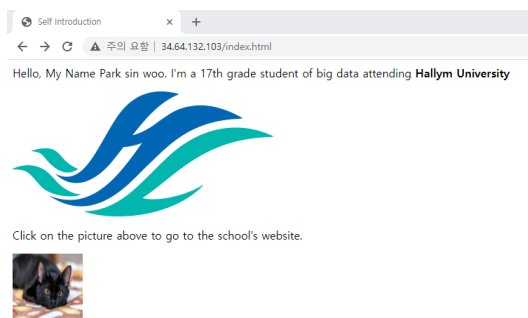 Self Introduction
주의 요함 | 34.64.132.103/index.html
Hello, My Name Park sin woo. I'm a 17th grade student of big data attending Hallym University
Click on the picture above to go to the school's website.